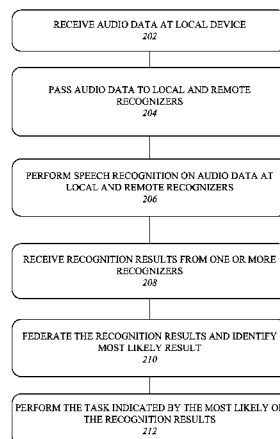 RECEIVE AUDIO DATA AT LOCAL DEVICE
202
PASS AUDIO DATA TO LOCAL AND REMOTE
RECOGNIZERS
204
PERFORM SPEECH RECOGNITION ON AUDIO DATA AT
LOCAL AND REMOTE RECOGNIZERS
206
RECEIVE RECOGNITION RESULTS FROM ONE OR MORE
RECOGNIZERS
208
FEDERATE THE RECOGNITION RESULTS AND IDENTIFY
MOST LIKELY RESULT
210
PERFORM THE TASK INDICATED BY THE MOST LIKELY OF
THE RECOGNITION RESULTS
212